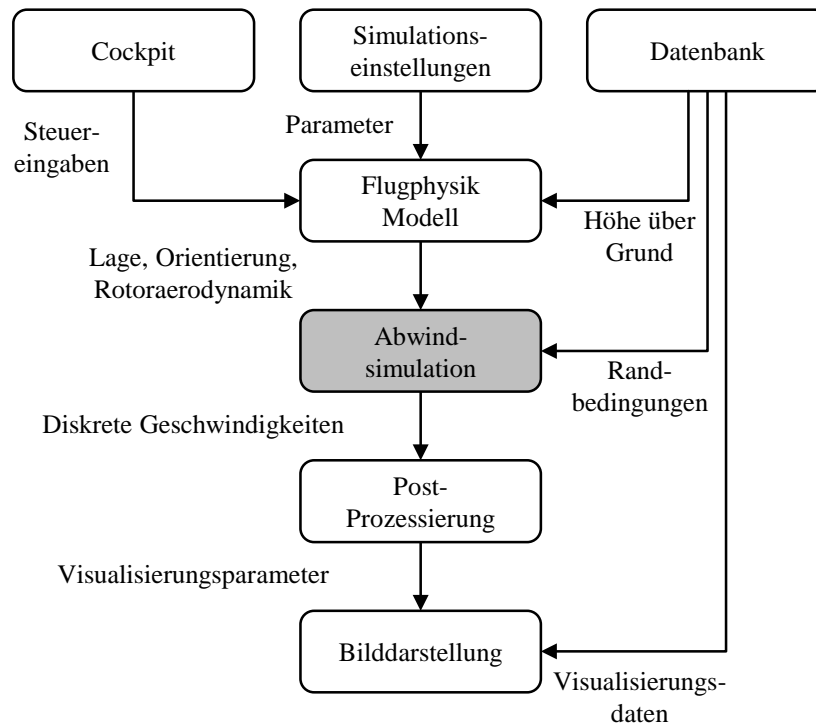 Cockpit
Simulations-
einstellungen
Datenbank
Steuer-
eingaben
Parameter
Flugphysik
Modell
Höhe über
Grund
Lage, Orientierung,
Rotoraerodynamik
Abwind-
simulation
Rand-
bedingungen
Diskrete Geschwindigkeiten
Post-
Prozessierung
Visualisierungsparameter
Bilddarstellung
Visualisierungs-
daten